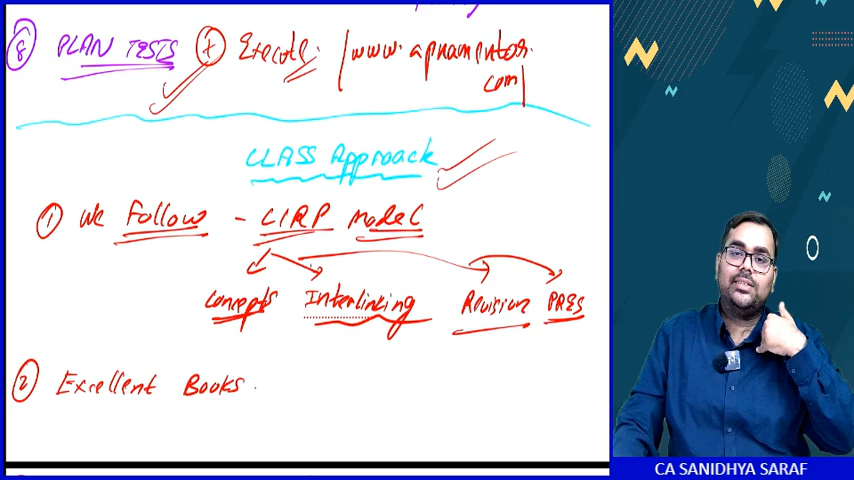 ⑧ PLAN TESTS (+) Execute. | www.apnamentor.
com|
CLASS Approach
① We Follow - CIRP Model
Concepts Interlinking Revision PRES
② Excellent Books.
CA SANIDHYA SARAF